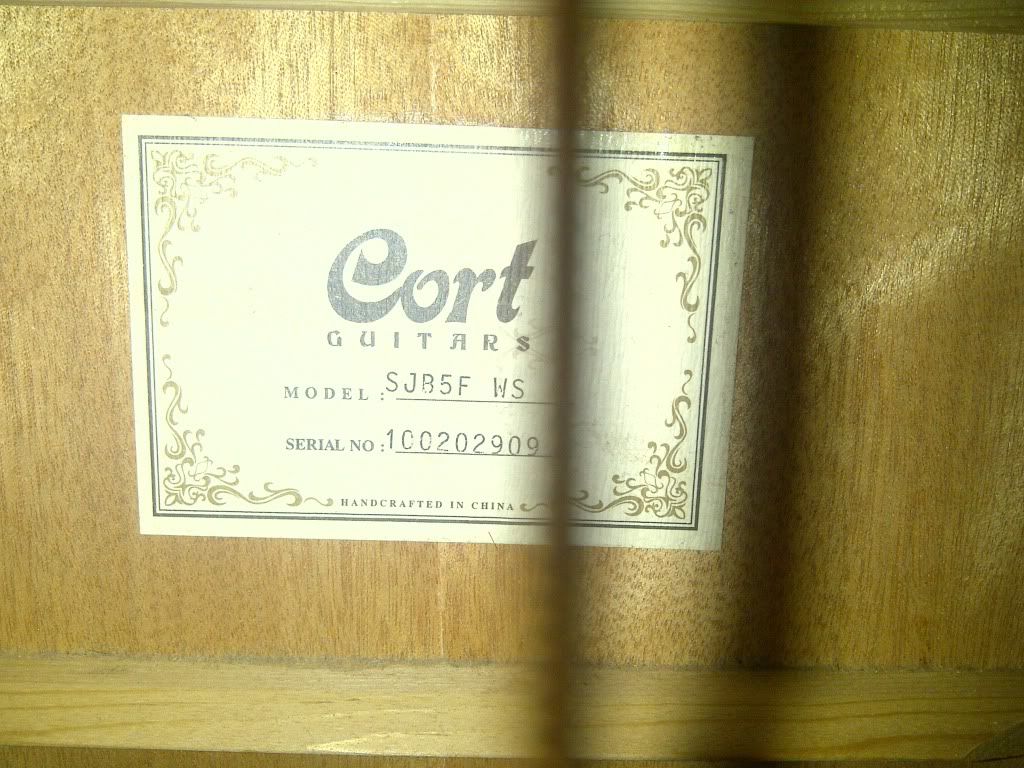 Cort
GUITARS
MODEL : SJB5F WS
SERIAL NO : 100202909
HANDCRAFTED IN CHINA